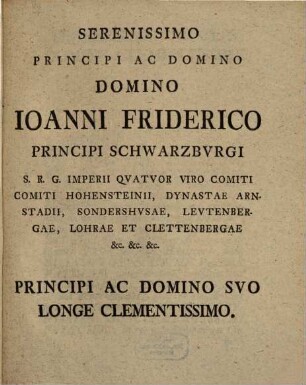 SERENISSIMO
PRINCIPI AC DOMINO
DOMINO
IOANNI FRIDERICO
PRINCIPI SCHWARZBVRGI
S. R. G. IMPERII QVATVOR VIRO COMITI
COMITI HOHENSTEINII, DYNASTAE ARN-
STADII, SONDERSHVSAE, LEVTENBER-
GAE, LOHRAE ET CLETTENBERGAE
&c. &c. &c.
PRINCIPI AC DOMINO SVO
LONGE CLEMENTISSIMO.